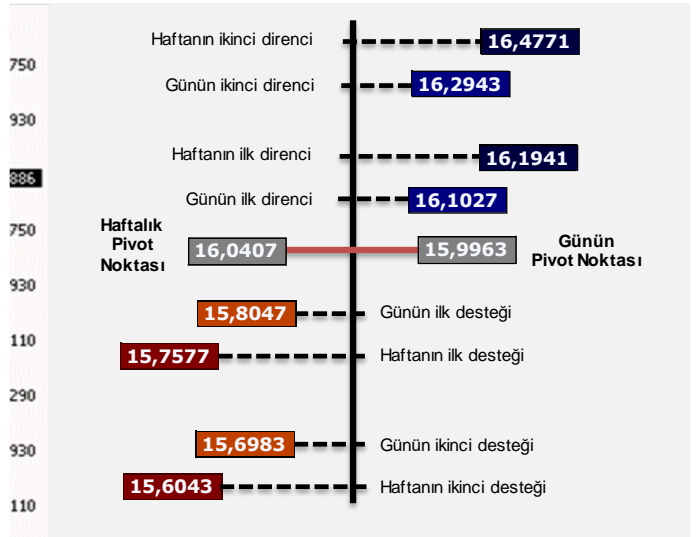 Haftanın ikinci direnci
16,4771
750
Günün ikinci direnci
16,2943
930
Haftanın ilk direnci
16,1941
886
Günün ilk direnci
16,1027
750
Haftalık
Pivot
Noktası
16,0407
15,9963
Günün
Pivot Noktası
930
15,8047
Günün ilk desteği
110
15,7577
Haftanın ilk desteği
290
15,6983
Günün ikinci desteği
930
15,6043
Haftanın ikinci desteği
110